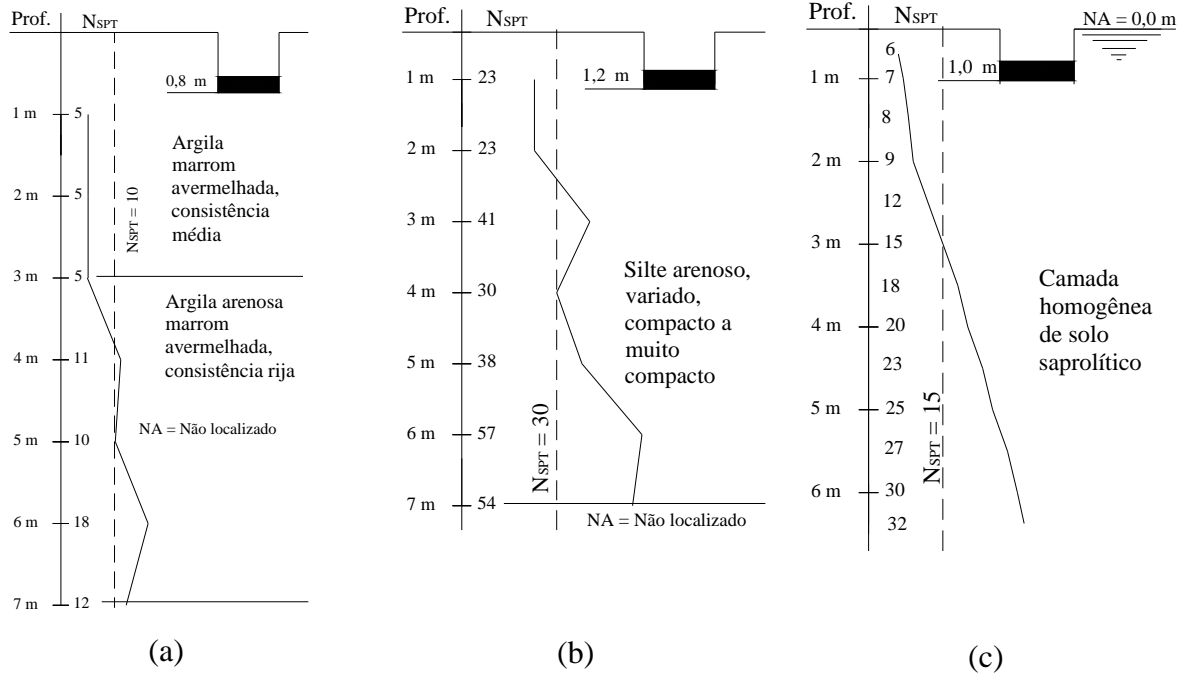 Prof.
NSPT
0,8 m
1 m
5
Argila
marrom
avermelhada,
consistência
média
NSPT = 10
2 m
5
3 m
5
Argila arenosa
marrom
avermelhada,
consistência rija
4 m
11
NA = Não localizado
5 m
10
6 m
18
7 m
12
(a)
Prof.
NSPT
1 m
23
1,2 m
2 m
23
3 m
41
Silte arenoso,
variado,
compacto a
muito
compacto
4 m
30
5 m
38
NSPT = 30
6 m
57
7 m
54
NA = Não localizado
(b)
Prof.
NSPT
NA = 0,0 m
6
1 m
7
1,0 m
8
2 m
9
12
3 m
15
18
Camada
homogênea
de solo
saprolítico
4 m
20
23
5 m
25
NSPT = 15
27
6 m
30
32
(c)